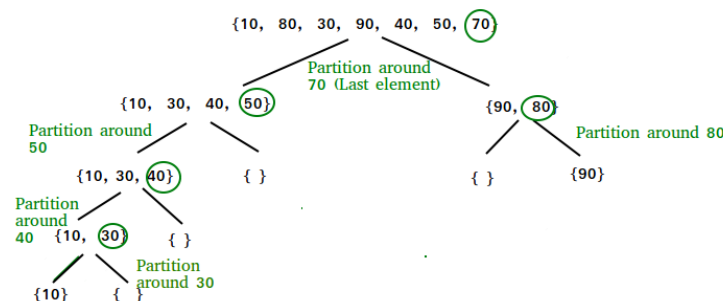 {10, 80, 30, 90, 40, 50, 70}
Partition around
70 (Last element)
{10, 30, 40, 50}
{90, 80}
Partition around
50
Partition around 80
{10, 30, 40}
{ }
{ }
{90}
Partition
around
40
{10, 30}
{ }
Partition
around 30
{10}
{ }